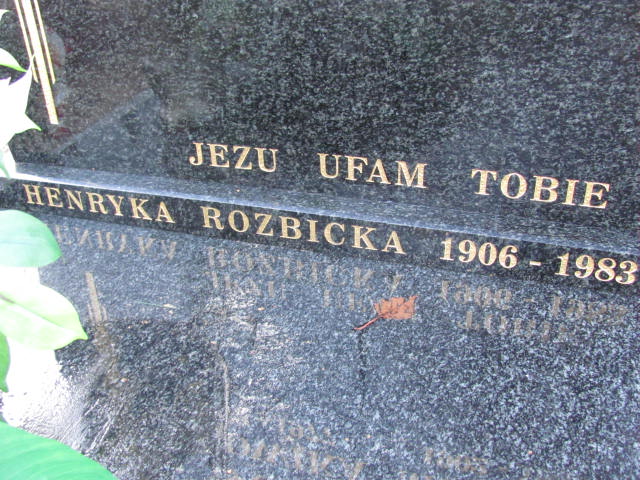 JEZU UFAM TOBIE
HENRYKA ROZBICKA 1906 - 1983